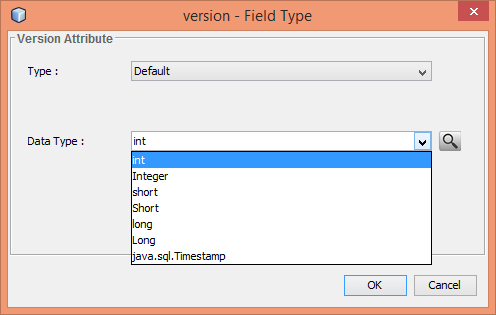 version - Field Type
Version Attribute
Type :
Default
Data Type :
int
int
Integer
short
Short
long
Long
java.sql.Timestamp
OK
Cancel